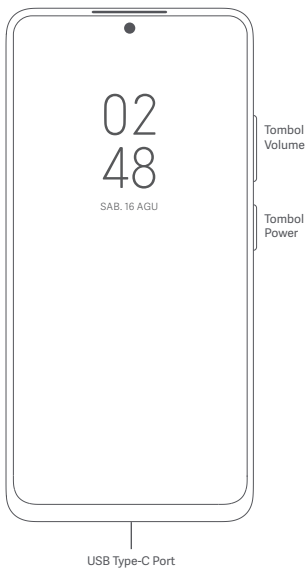 02
48
SAB. 16 AGU
Tombol
Volume
Tombol
Power
USB Type-C Port